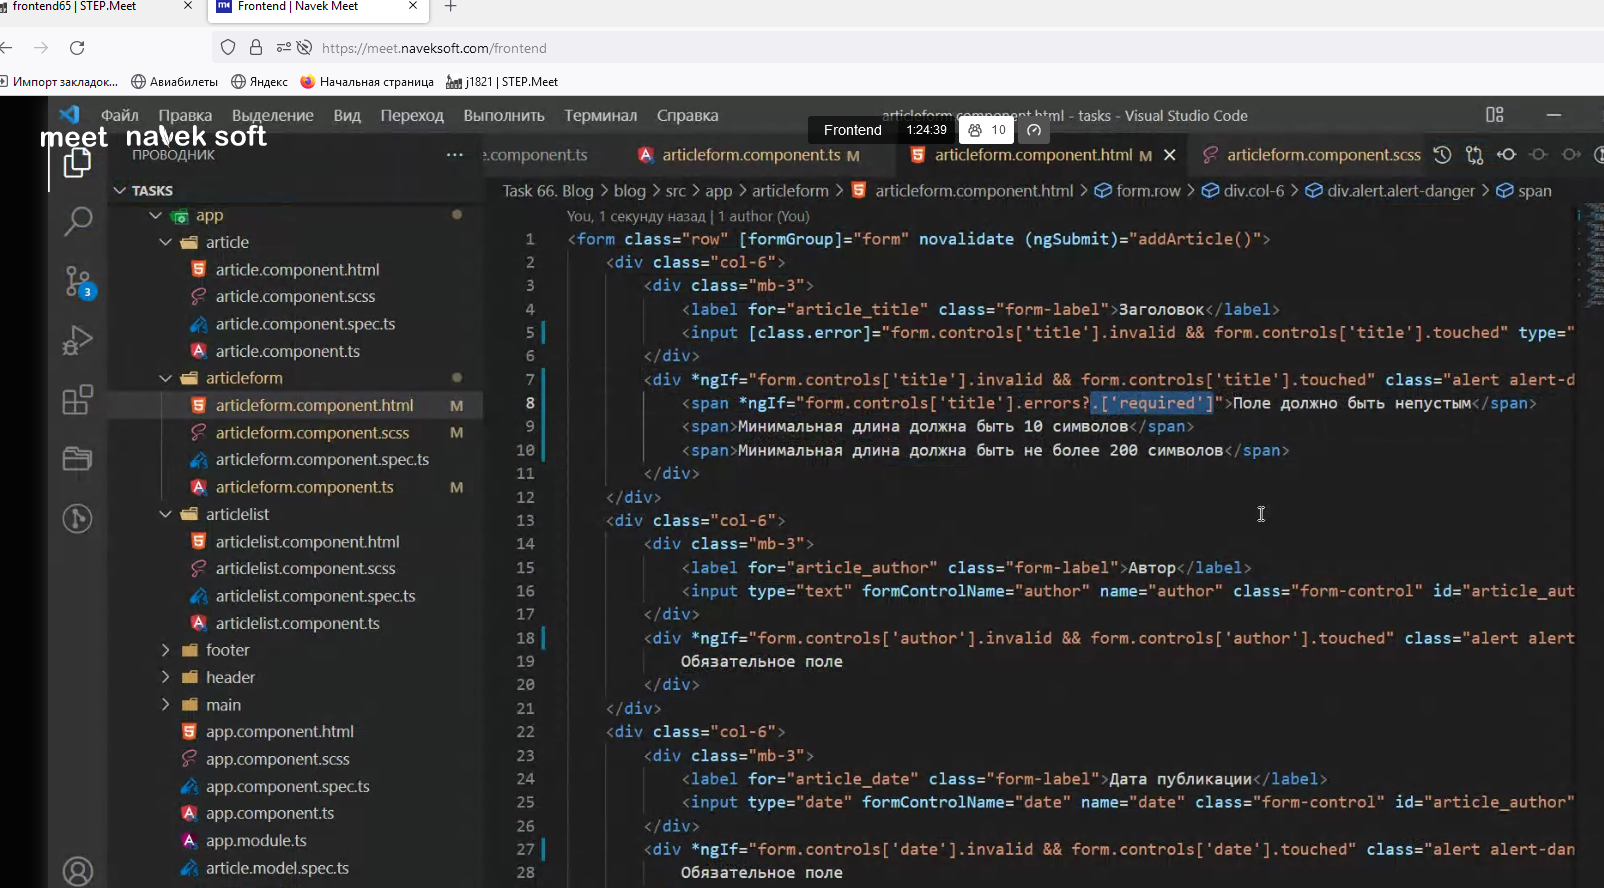 frontend65 | STEP.Meet
Frontend | Navek Meet
https://meet.naveksoft.com/frontend
Импорт закладок...
Авиабилеты
Яндекс
Начальная страница
j1821 | STEP.Meet
Файл Правка Выделение Вид Переход Выполнить Терминал Справка
articleform.component.html - tasks - Visual Studio Code
meet navek soft
Frontend 1:24:39 10
ПРОВОДНИК
e.component.ts
articleform.component.ts M
articleform.component.html M
articleform.component.scss
TASKS
Task 66. Blog > blog > src > app > articleform > articleform.component.html > form.row > div.col-6 > div.alert.alert-danger > span
app
article
article.component.html
article.component.scss
article.component.spec.ts
article.component.ts
articleform
articleform.component.html M
articleform.component.scss M
articleform.component.spec.ts
articleform.component.ts M
articlelist
articlelist.component.html
articlelist.component.scss
articlelist.component.spec.ts
articlelist.component.ts
footer
header
main
app.component.html
app.component.scss
app.component.spec.ts
app.component.ts
app.module.ts
article.model.spec.ts
3
You, 1 секунду назад | 1 author (You)
1 <form class="row" [formGroup]="form" novalidate (ngSubmit)="addArticle()">
2 <div class="col-6">
3 <div class="mb-3">
4 <label for="article_title" class="form-label">Заголовок</label>
5 <input [class.error]="form.controls['title'].invalid && form.controls['title'].touched" type="
6 </div>
7 <div *ngIf="form.controls['title'].invalid && form.controls['title'].touched" class="alert alert-d
8 <span *ngIf="form.controls['title'].errors?.['required']">Поле должно быть непустым</span>
9 <span>Минимальная длина должна быть 10 символов</span>
10 <span>Минимальная длина должна быть не более 200 символов</span>
11 </div>
12 </div>
13 <div class="col-6">
14 <div class="mb-3">
15 <label for="article_author" class="form-label">Автор</label>
16 <input type="text" formControlName="author" name="author" class="form-control" id="article_aut
17 </div>
18 <div *ngIf="form.controls['author'].invalid && form.controls['author'].touched" class="alert alert
19 Обязательное поле
20 </div>
21 </div>
22 <div class="col-6">
23 <div class="mb-3">
24 <label for="article_date" class="form-label">Дата публикации</label>
25 <input type="date" formControlName="date" name="date" class="form-control" id="article_author"
26 </div>
27 <div *ngIf="form.controls['date'].invalid && form.controls['date'].touched" class="alert alert-dan
28 Обязательное поле